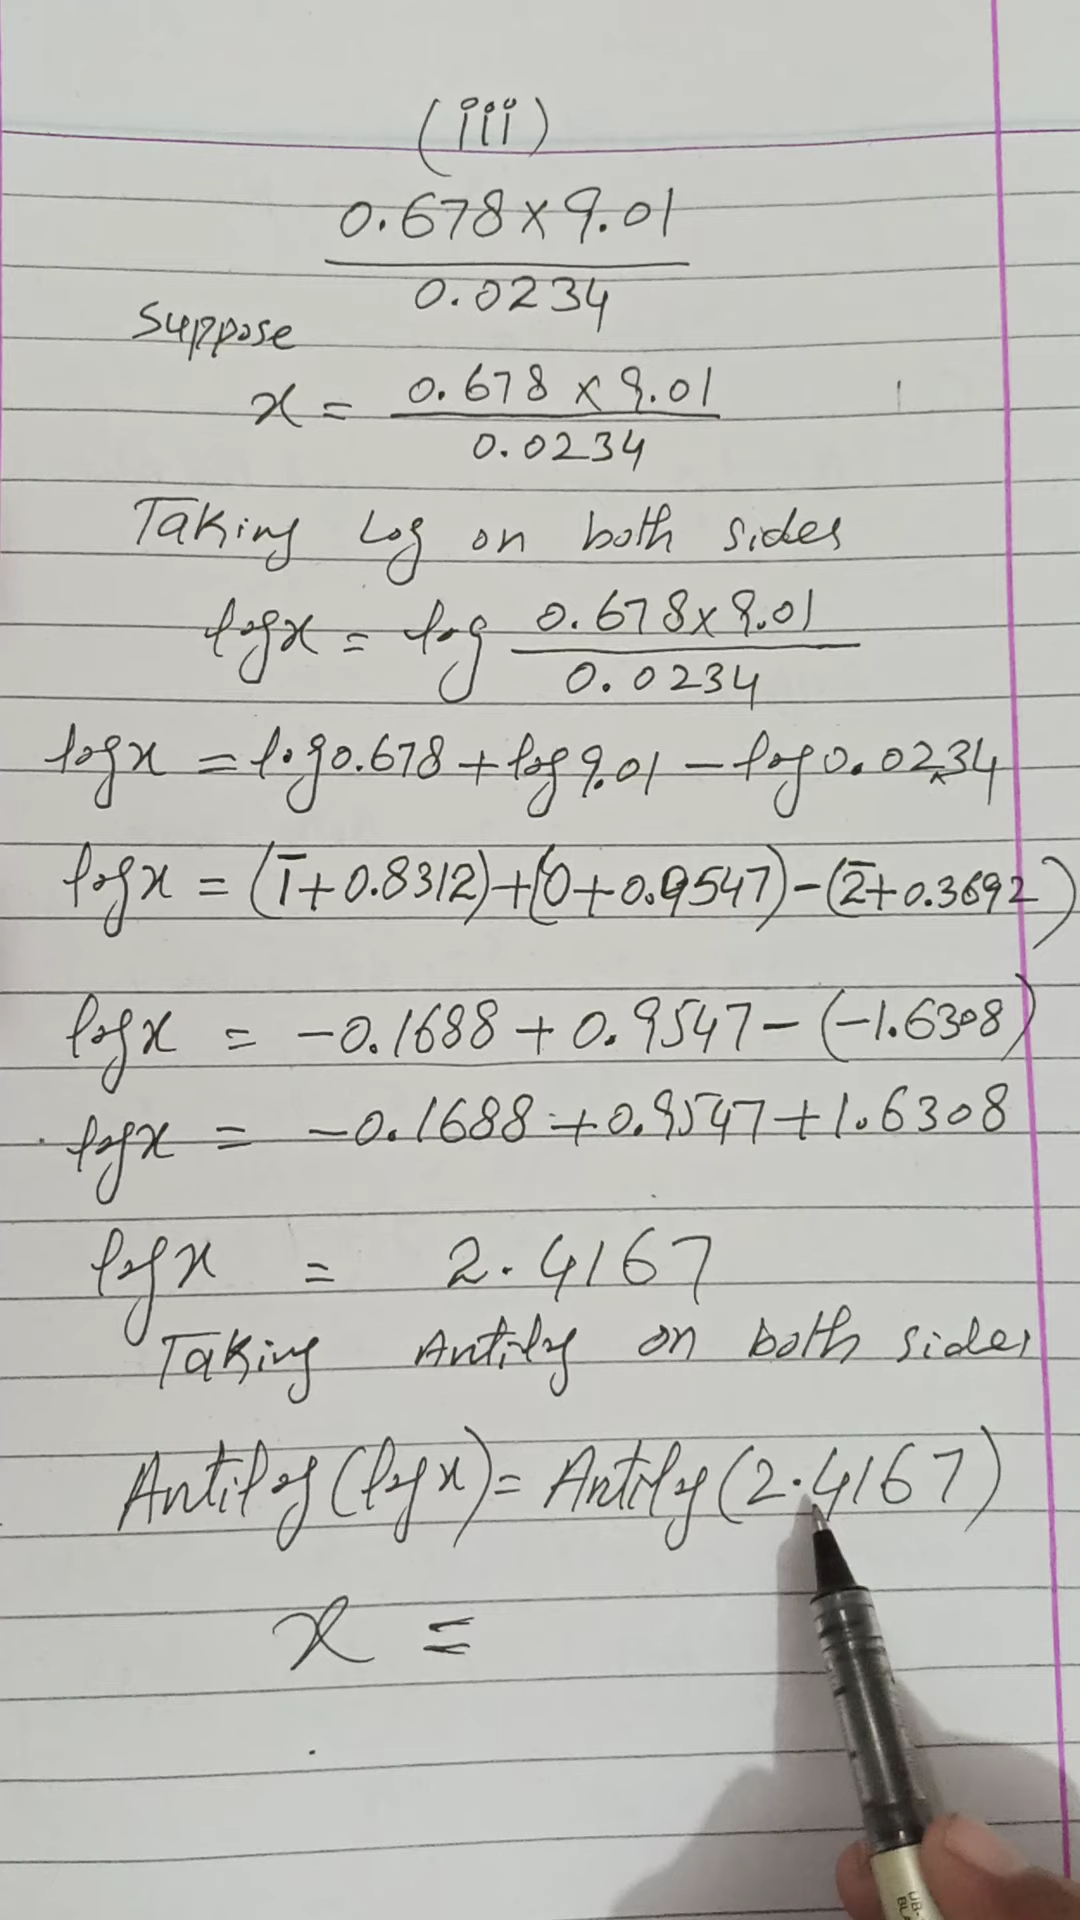 (iii)
0.678 x 9.01
0.0234
Suppose
x = 0.678 x 9.01
0.0234
Taking Log on both sides
log x = log 0.678 x 9.01
0.0234
log x = log 0.678 + log 9.01 - log 0.0234
log x = (1̄ + 0.8312) + (0 + 0.9547) - (2̄ + 0.3692)
log x = -0.1688 + 0.9547 - (-1.6308)
log x = -0.1688 + 0.9547 + 1.6308
log x = 2.4167
Taking Antilog on both sides
Antilog (log x) = Antilog (2.4167)
x =